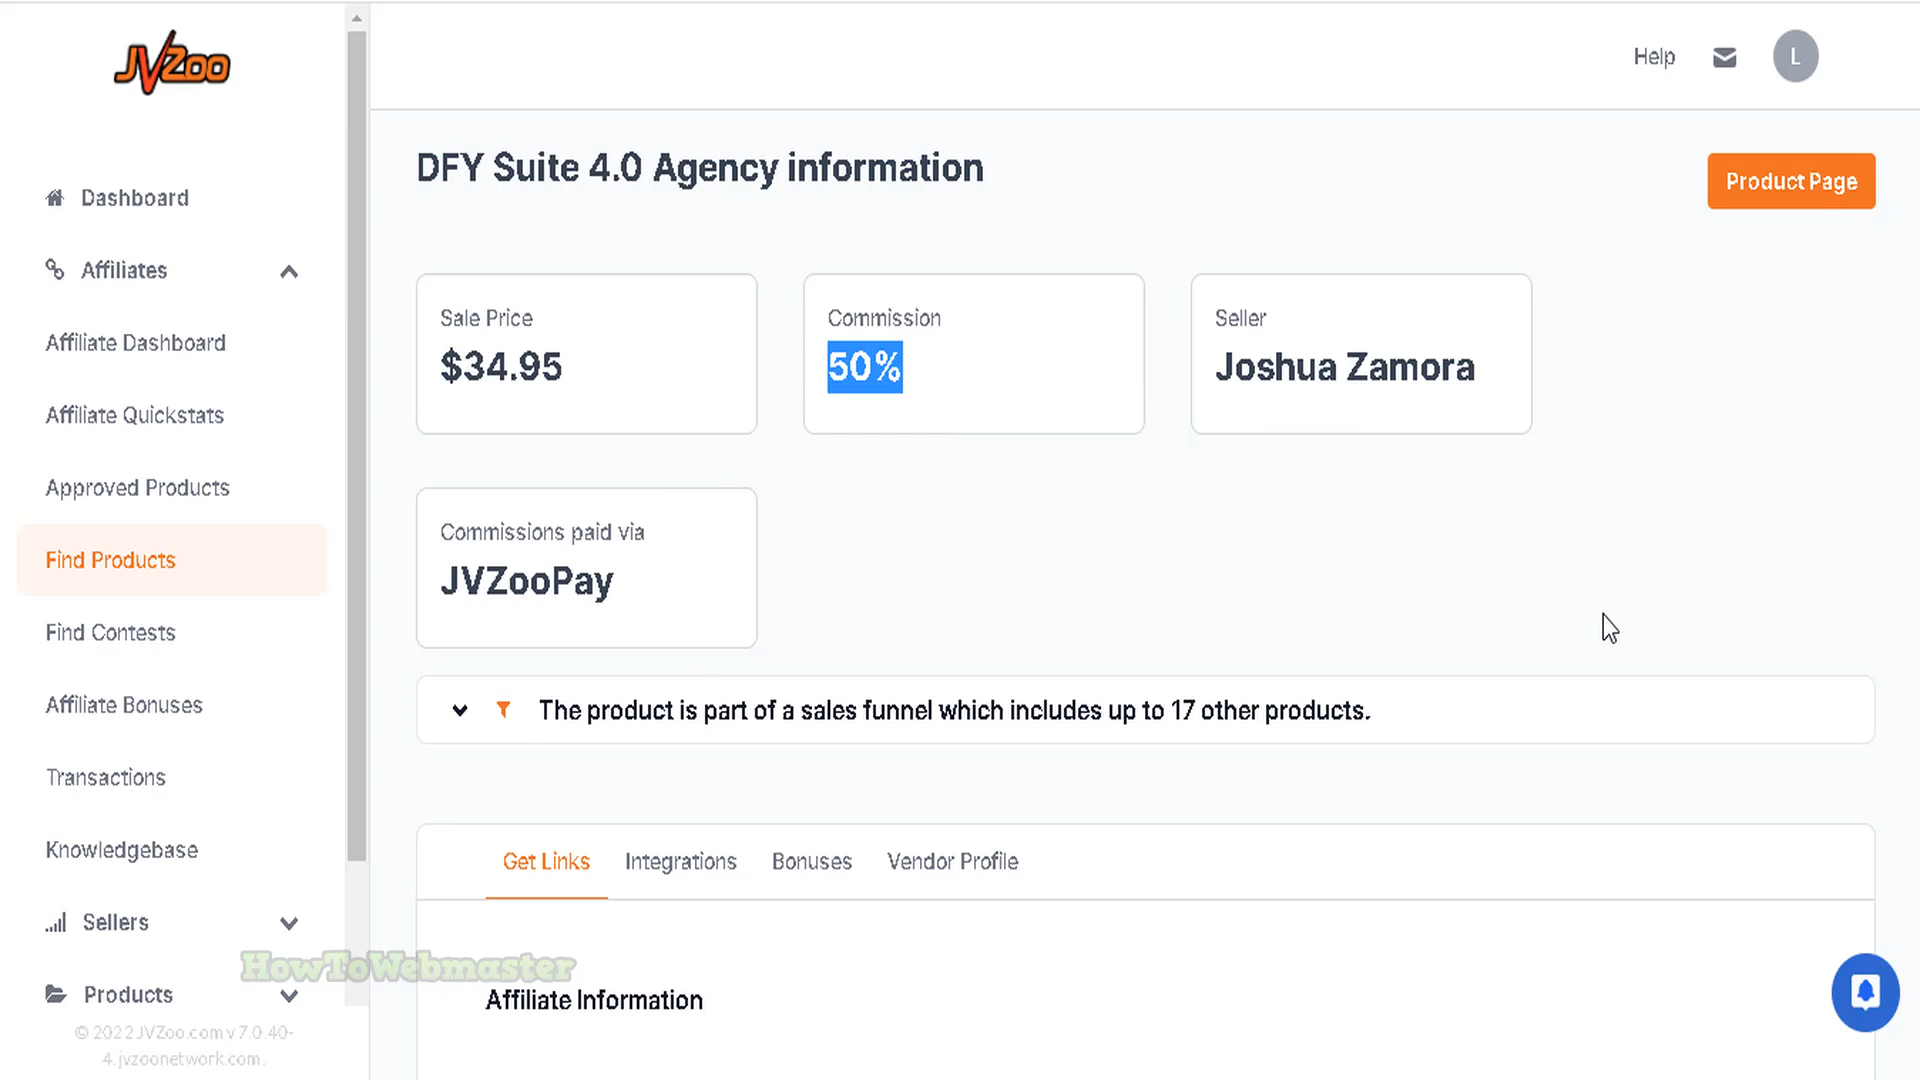 JVZoo
Help
L
Dashboard
Affiliates
Affiliate Dashboard
Affiliate Quickstats
Approved Products
Find Products
Find Contests
Affiliate Bonuses
Transactions
Knowledgebase
Sellers
Products
© 2022 JVZoo.com v 7.0.40-
4.jvzoonetwork.com.
DFY Suite 4.0 Agency information
Product Page
Sale Price
$34.95
Commission
50%
Seller
Joshua Zamora
Commissions paid via
JVZooPay
The product is part of a sales funnel which includes up to 17 other products.
Get Links Integrations Bonuses Vendor Profile
HowToWebmaster
Affiliate Information